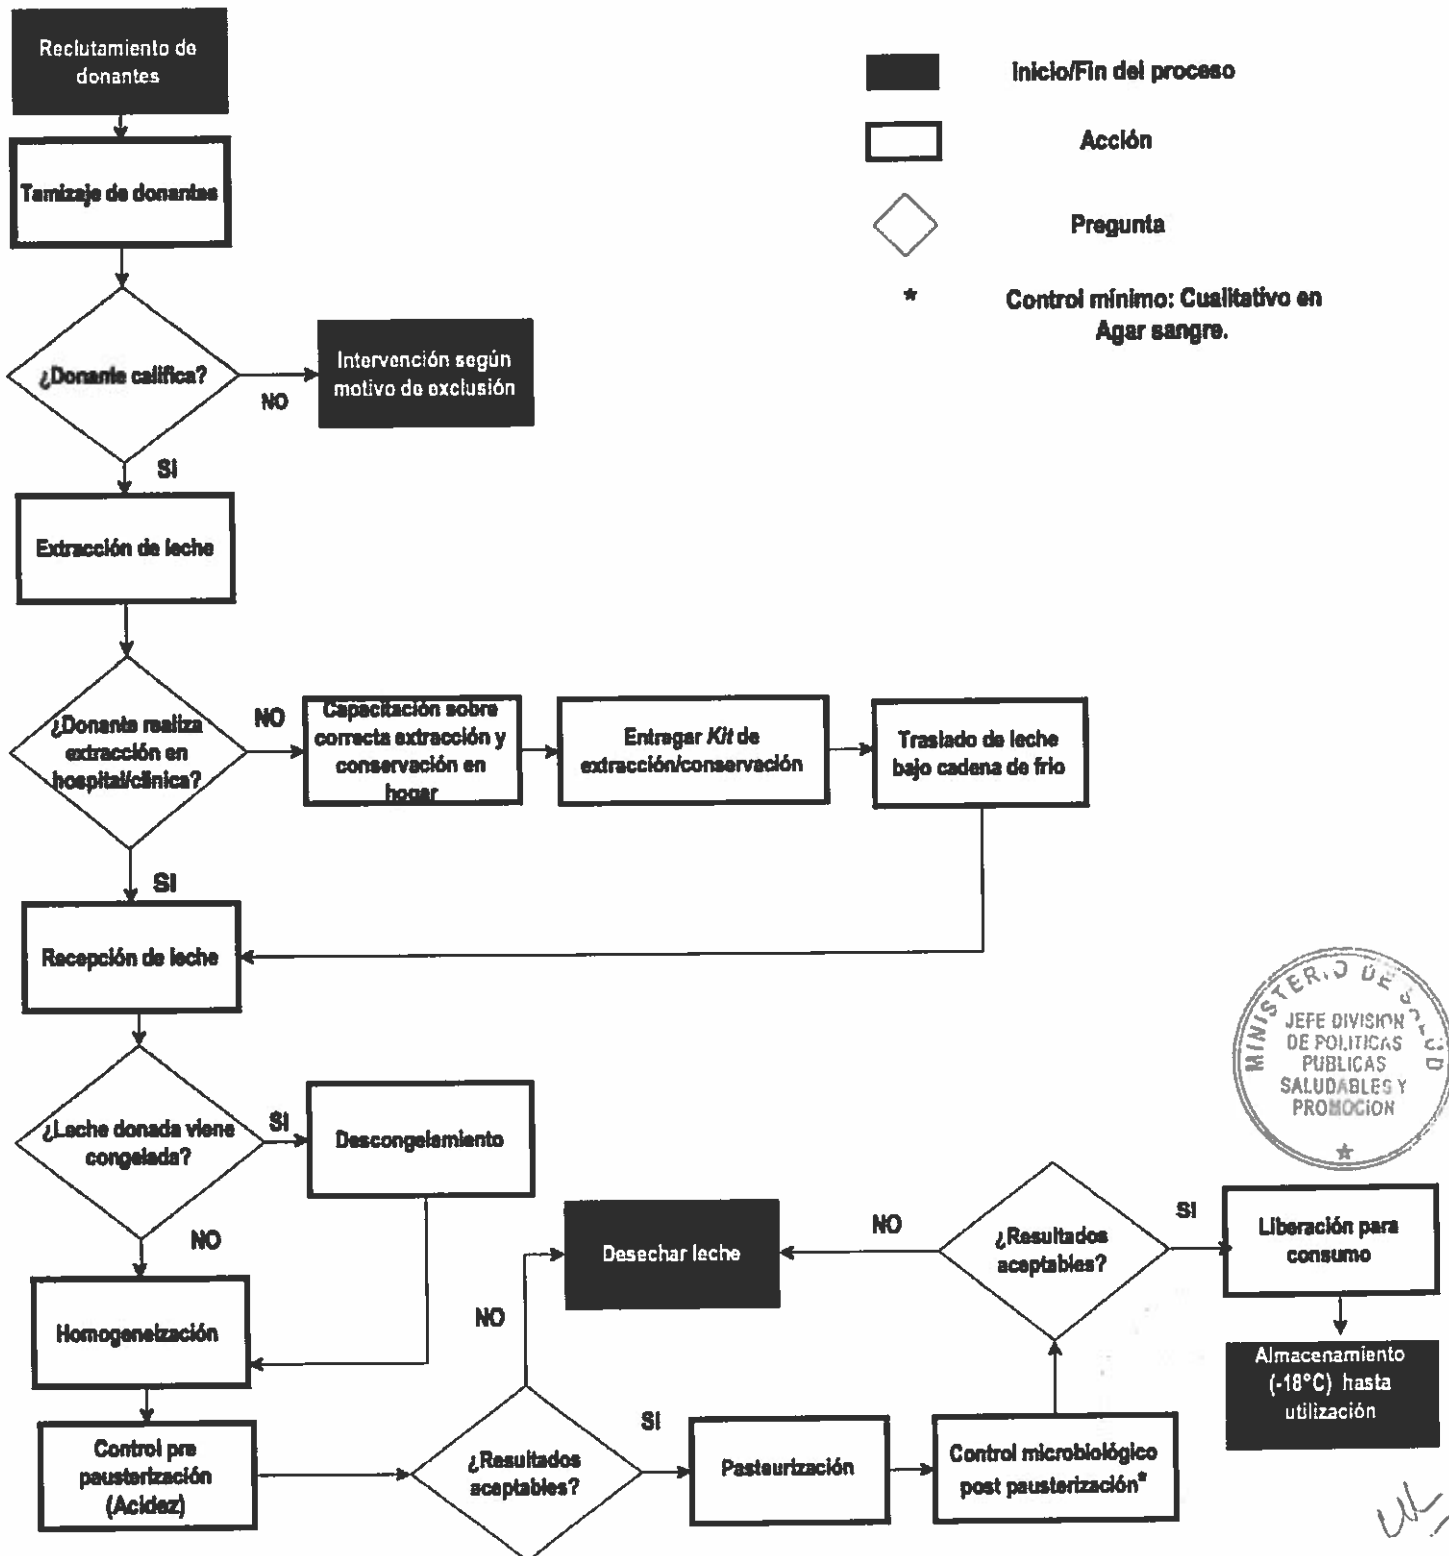 Reclutamiento de
donantes
Inicio/Fin del proceso
Acción
Tamizaje de donantes
Pregunta
*
Control mínimo: Cualitativo en
Agar sangre.
¿Donante califica?
NO
Intervención según
motivo de exclusión
SI
Extracción de leche
¿Donante realiza
extracción en
hospital/clínica?
NO
Capacitación sobre
correcta extracción y
conservación en
hogar
Entregar Kit de
extracción/conservación
Traslado de leche
bajo cadena de frio
SI
Recepción de leche
MINISTERIO DE SALUD
JEFE DIVISION
DE POLITICAS
PUBLICAS
SALUDABLES Y
PROMOCION
¿Leche donada viene
congelada?
SI
Descongelamiento
NO
Homogeneización
NO
Desechar leche
NO
¿Resultados
aceptables?
SI
Liberación para
consumo
Almacenamiento
(-18°C) hasta
utilización
Control pre
pausterización
(Acidez)
¿Resultados
aceptables?
SI
Pasteurización
Control microbiológico
post pausterización*